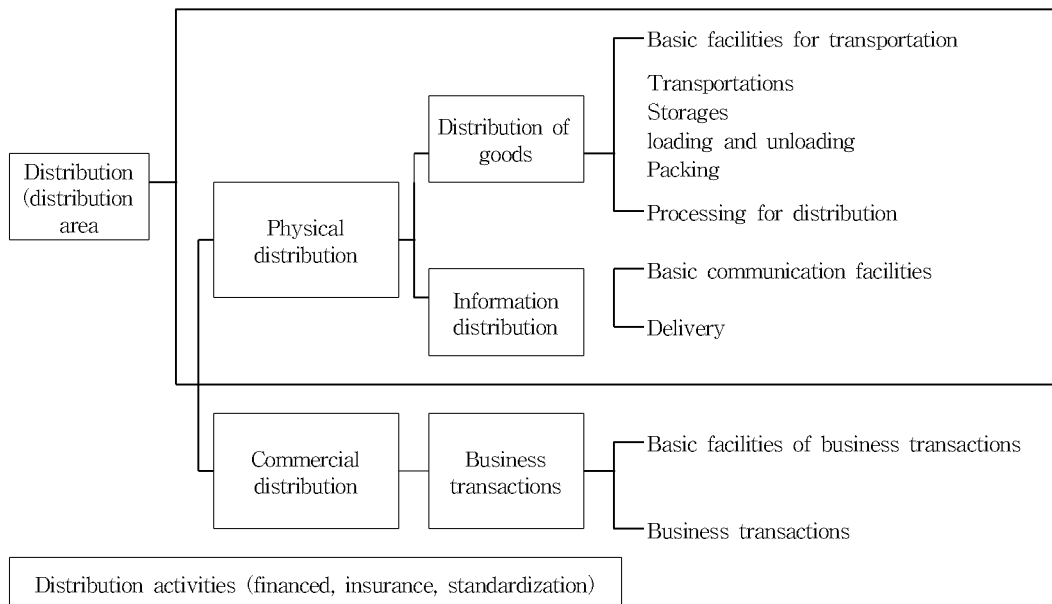 Distribution
(distribution
area
Physical
distribution
Distribution of
goods
Basic facilities for transportation
Transportations
Storages
loading and unloading
Packing
Processing for distribution
Information
distribution
Basic communication facilities
Delivery
Commercial
distribution
Business
transactions
Basic facilities of business transactions
Business transactions
Distribution activities (financed, insurance, standardization)